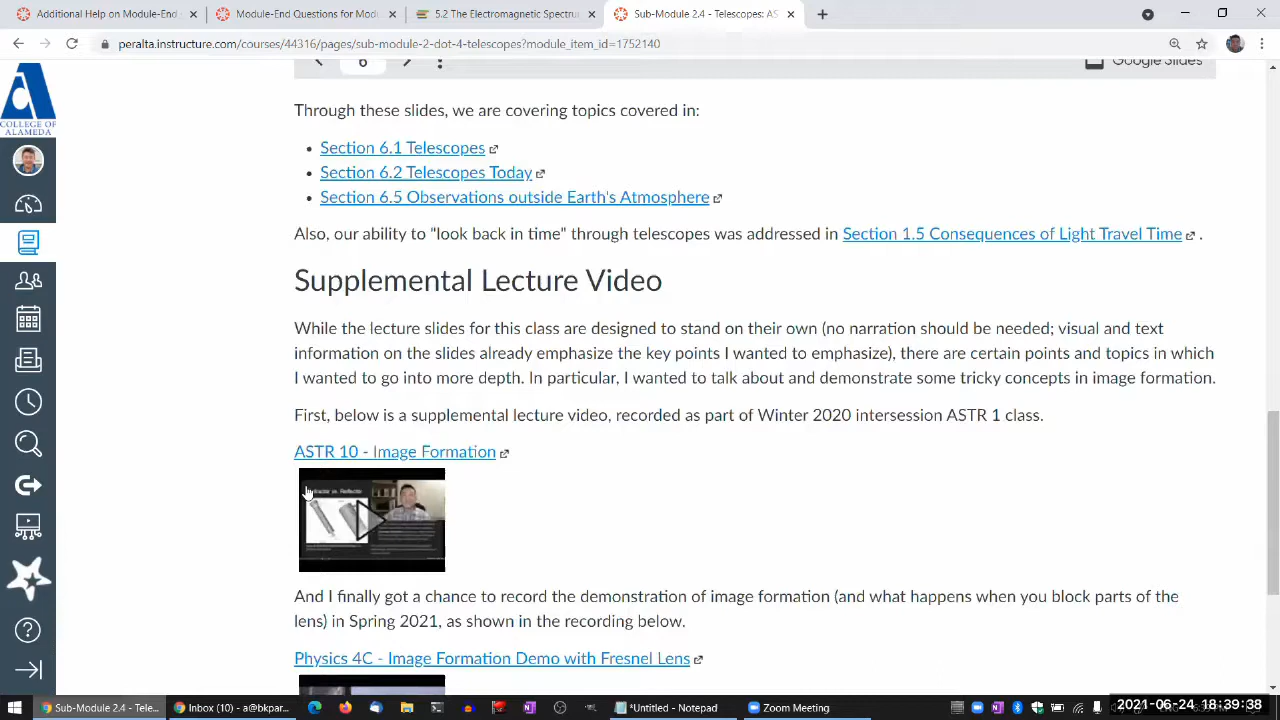 Additional Help on Module-End
Module-End Questions
5.2 The Electromagnetic Spectru
Sub-Module 2.4 - Telescopes: AS
peralta.instructure.com/courses/44316/pages/sub-module-2-dot-4-telescopes?module_item_id=1752140
6
Google Slides
COLLEGE OF
ALAMEDA
Through these slides, we are covering topics covered in:
Section 6.1 Telescopes
Section 6.2 Telescopes Today
Section 6.5 Observations outside Earth's Atmosphere
Also, our ability to "look back in time" through telescopes was addressed in Section 1.5 Consequences of Light Travel Time .
Supplemental Lecture Video
While the lecture slides for this class are designed to stand on their own (no narration should be needed; visual and text
information on the slides already emphasize the key points I wanted to emphasize), there are certain points and topics in which
I wanted to go into more depth. In particular, I wanted to talk about and demonstrate some tricky concepts in image formation.
First, below is a supplemental lecture video, recorded as part of Winter 2020 intersession ASTR 1 class.
ASTR 10 - Image Formation
And I finally got a chance to record the demonstration of image formation (and what happens when you block parts of the
lens) in Spring 2021, as shown in the recording below.
Physics 4C - Image Formation Demo with Fresnel Lens
Sub-Module 2.4 - Tele...
Inbox (10) - a@bkpar...
*Untitled - Notepad
Zoom Meeting
2021-06-24 18:39:38